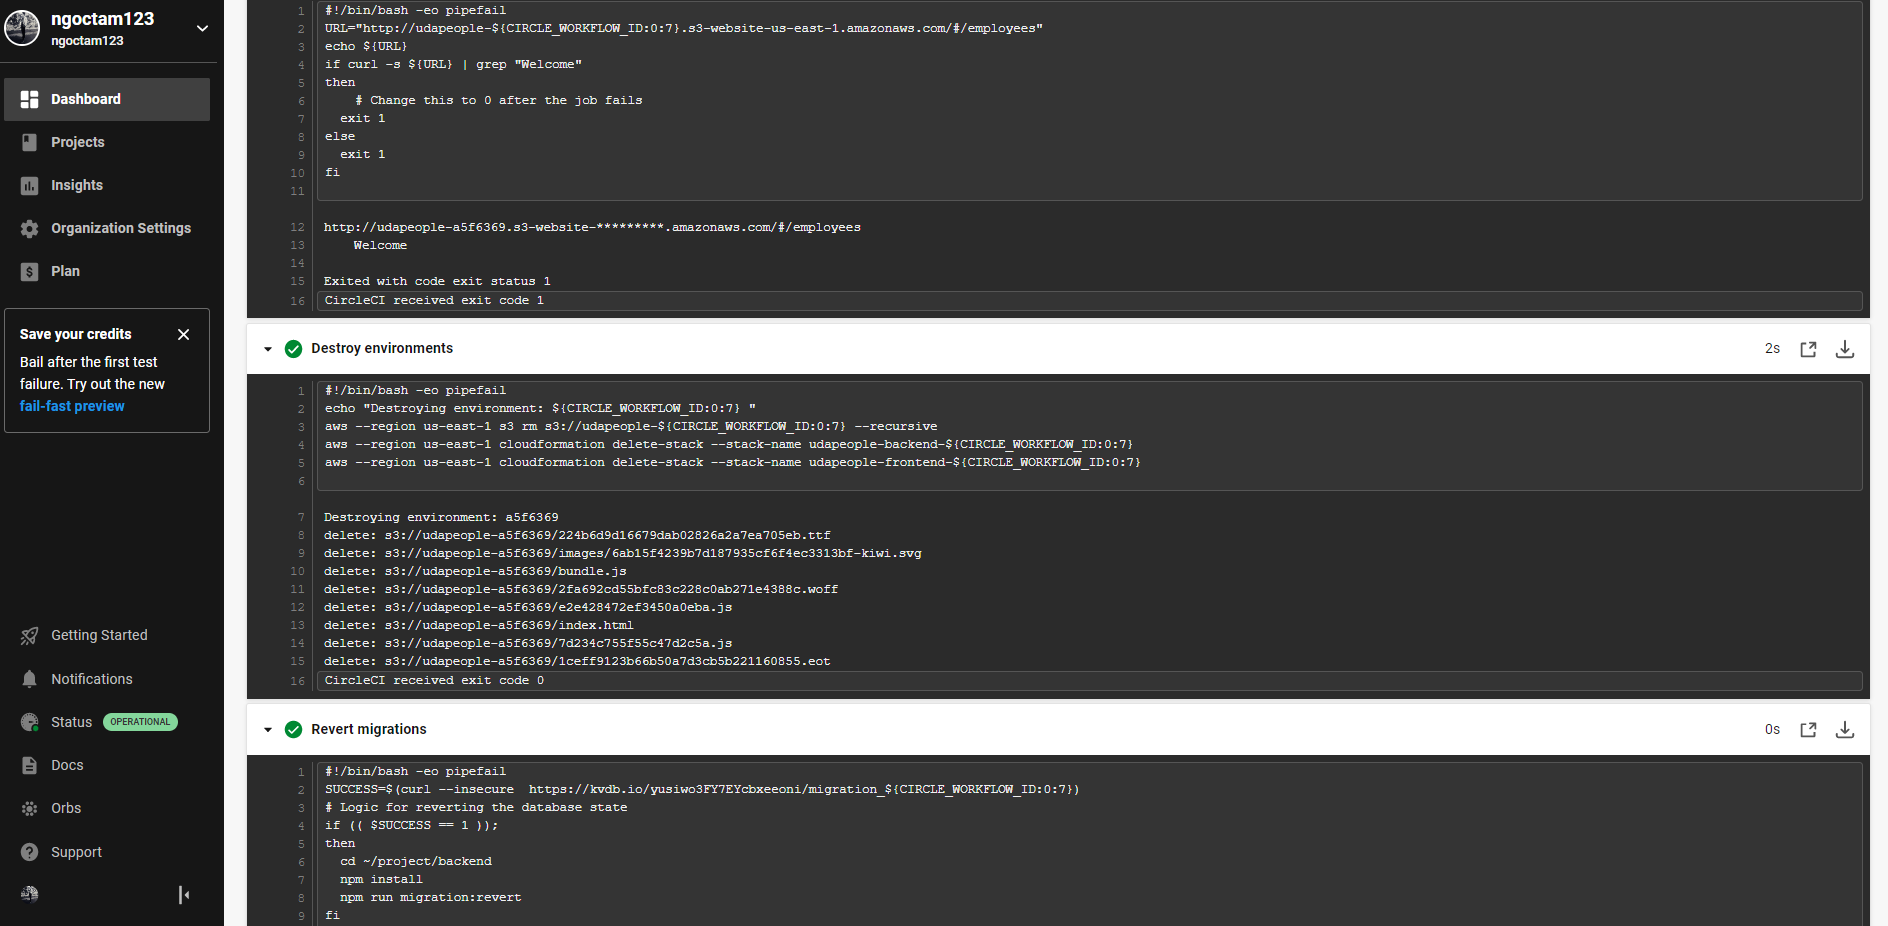 ngoctam123
ngoctam123
Dashboard
Projects
Insights
Organization Settings
Plan
Save your credits
Bail after the first test
failure. Try out the new
fail-fast preview
Getting Started
Notifications
Status OPERATIONAL
Docs
Orbs
Support
1 #!/bin/bash -eo pipefail
2 URL="http://udapeople-${CIRCLE_WORKFLOW_ID:0:7}.s3-website-us-east-1.amazonaws.com/#/employees"
3 echo ${URL}
4 if curl -s ${URL} | grep "Welcome"
5 then
6 # Change this to 0 after the job fails
7 exit 1
8 else
9 exit 1
10 fi
11
12 http://udapeople-a5f6369.s3-website-*********.amazonaws.com/#/employees
13 Welcome
14
15 Exited with code exit status 1
16 CircleCI received exit code 1
Destroy environments 2s
1 #!/bin/bash -eo pipefail
2 echo "Destroying environment: ${CIRCLE_WORKFLOW_ID:0:7} "
3 aws --region us-east-1 s3 rm s3://udapeople-${CIRCLE_WORKFLOW_ID:0:7} --recursive
4 aws --region us-east-1 cloudformation delete-stack --stack-name udapeople-backend-${CIRCLE_WORKFLOW_ID:0:7}
5 aws --region us-east-1 cloudformation delete-stack --stack-name udapeople-frontend-${CIRCLE_WORKFLOW_ID:0:7}
6
7 Destroying environment: a5f6369
8 delete: s3://udapeople-a5f6369/224b6d9d16679dab02826a2a7ea705eb.ttf
9 delete: s3://udapeople-a5f6369/images/6ab15f4239b7d187935cf6f4ec3313bf-kiwi.svg
10 delete: s3://udapeople-a5f6369/bundle.js
11 delete: s3://udapeople-a5f6369/2fa692cd55bfc83c228c0ab271e4388c.woff
12 delete: s3://udapeople-a5f6369/e2e428472ef3450a0eba.js
13 delete: s3://udapeople-a5f6369/index.html
14 delete: s3://udapeople-a5f6369/7d234c755f55c47d2c5a.js
15 delete: s3://udapeople-a5f6369/1ceff9123b66b50a7d3cb5b221160855.eot
16 CircleCI received exit code 0
Revert migrations 0s
1 #!/bin/bash -eo pipefail
2 SUCCESS=$(curl --insecure  https://kvdb.io/yusiwo3FY7EYcbxeeoni/migration_${CIRCLE_WORKFLOW_ID:0:7})
3 # Logic for reverting the database state
4 if (( $SUCCESS == 1 ));
5 then
6 cd ~/project/backend
7 npm install
8 npm run migration:revert
9 fi